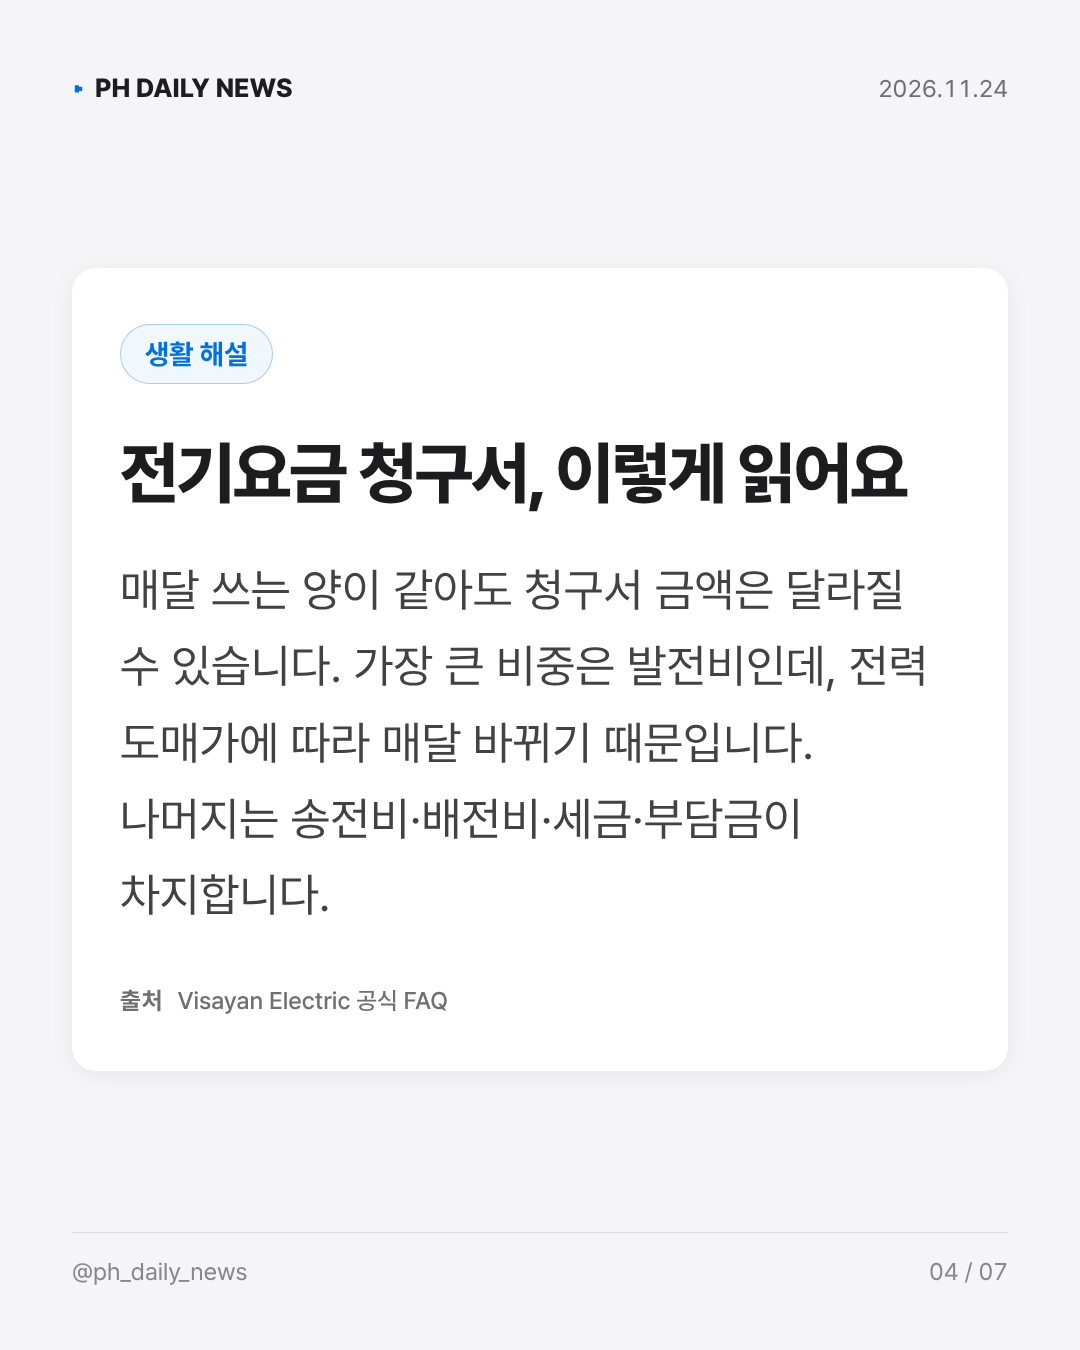 PH DAILY NEWS
2026.11.24
생활 해설
전기요금 청구서, 이렇게 읽어요
매달 쓰는 양이 같아도 청구서 금액은 달라질
수 있습니다. 가장 큰 비중은 발전비인데, 전력
도매가에 따라 매달 바뀌기 때문입니다.
나머지는 송전비·배전비·세금·부담금이
차지합니다.
출처 Visayan Electric 공식 FAQ
@ph_daily_news
04 / 07